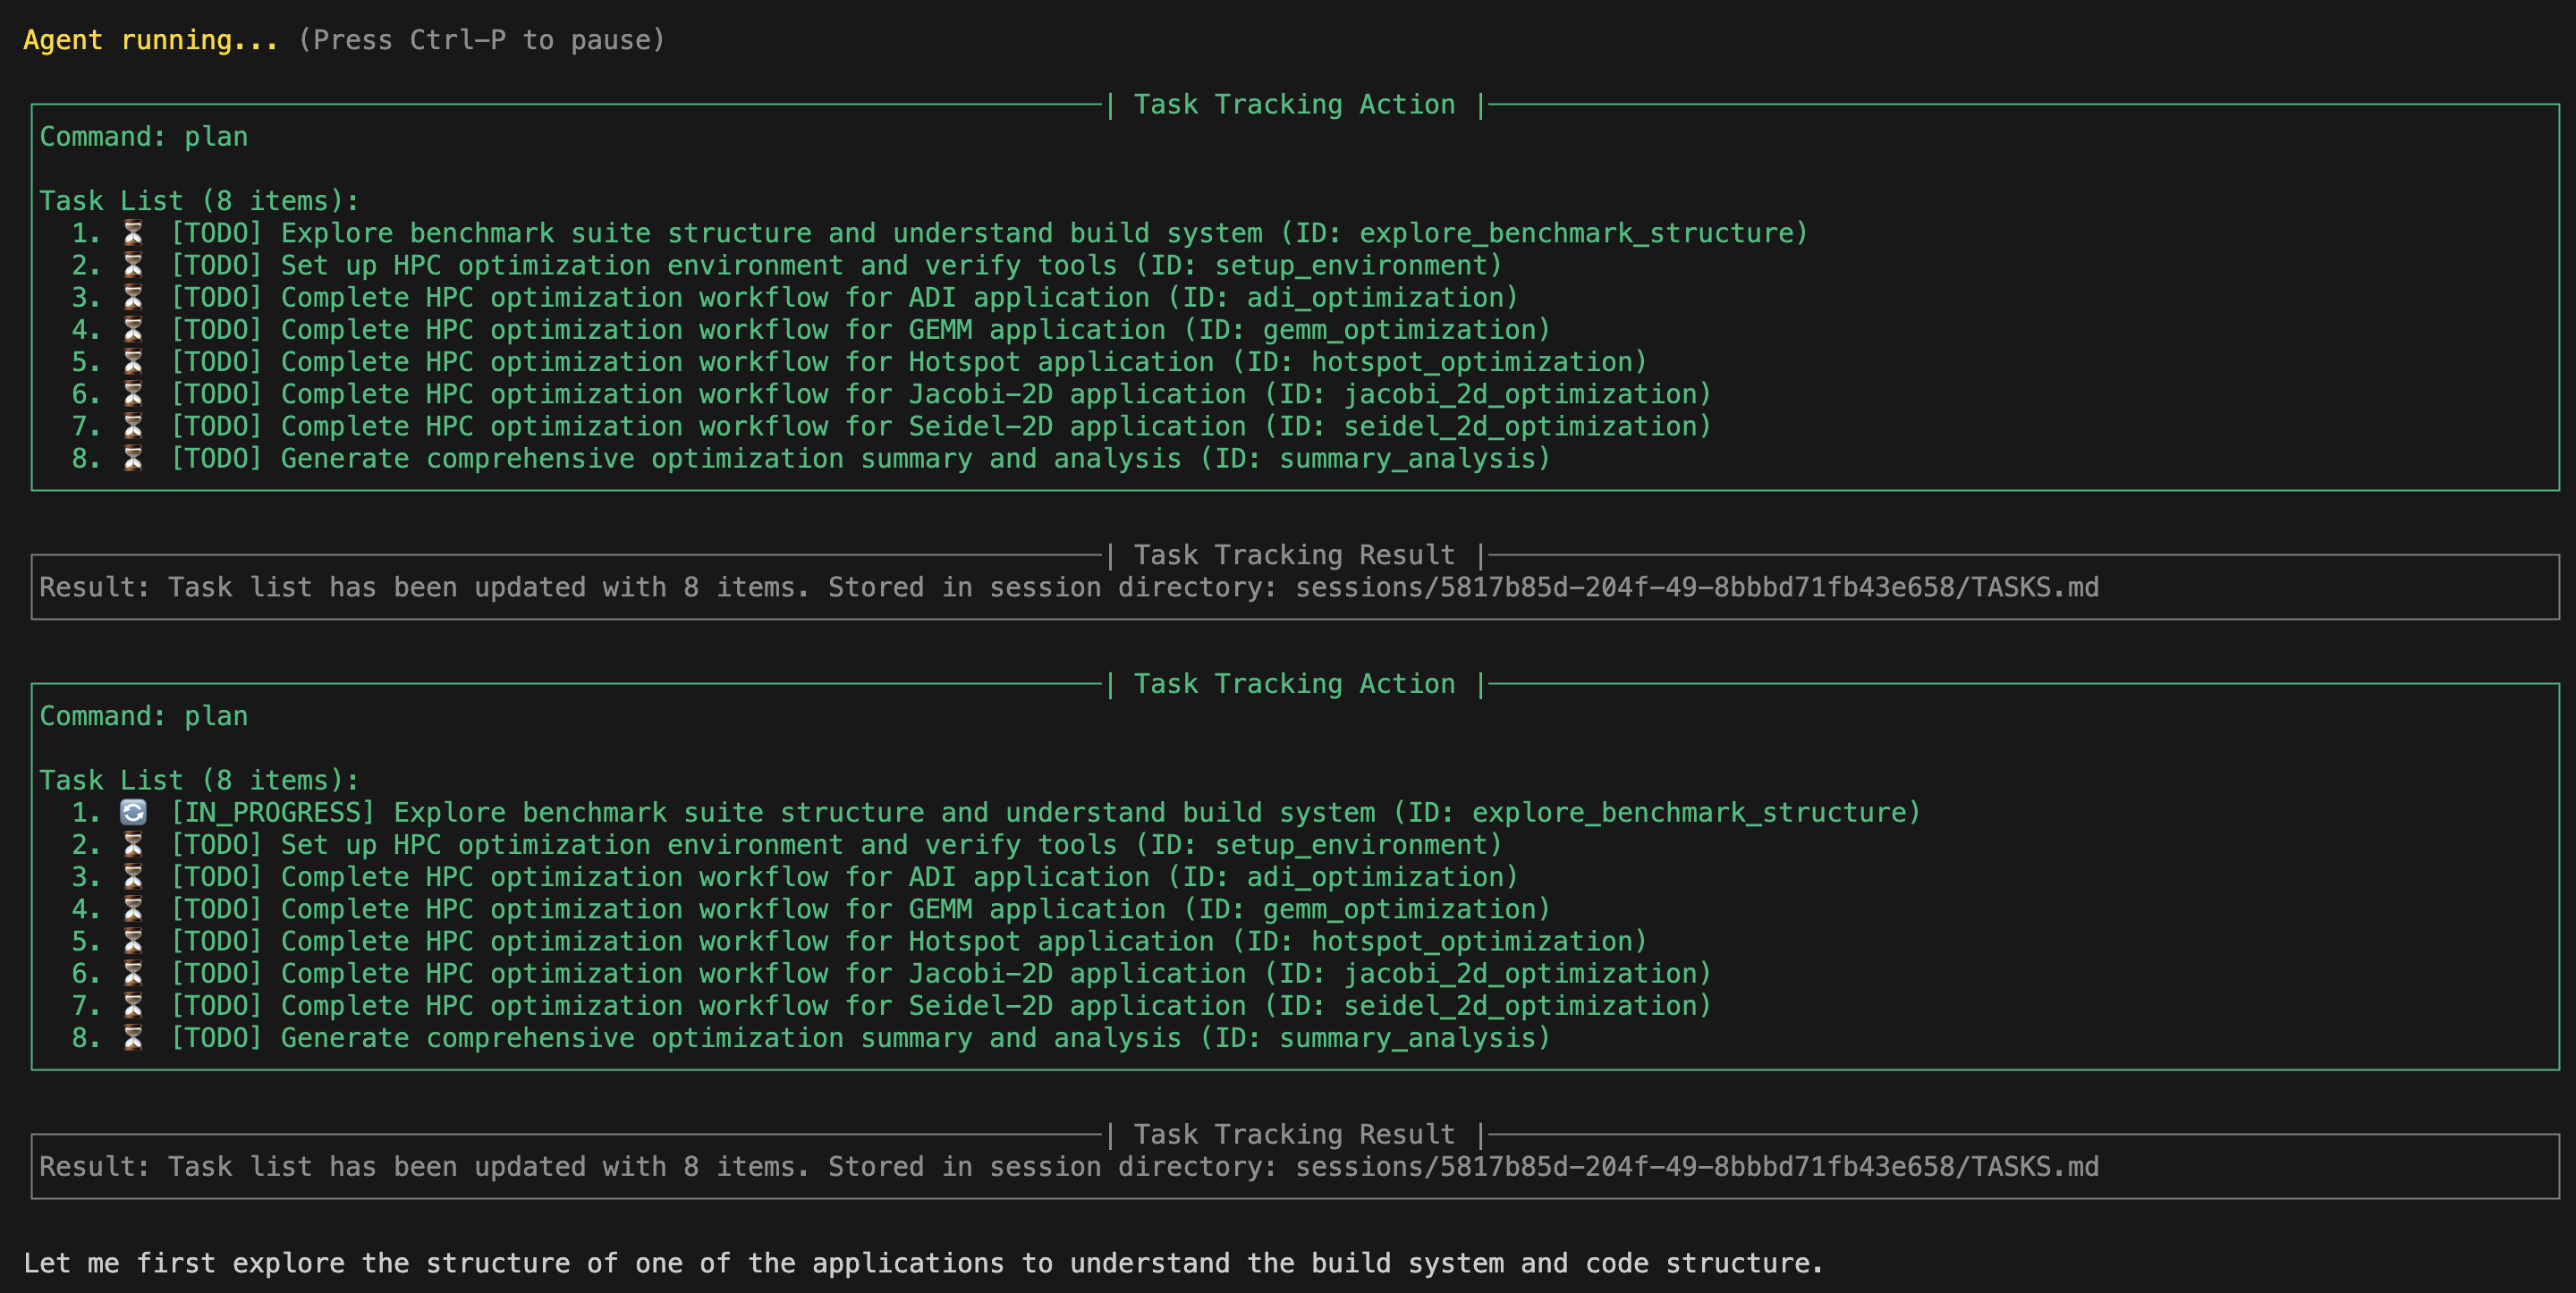 Agent running... (Press Ctrl-P to pause)
| Task Tracking Action |
Command: plan
Task List (8 items):
1. ⏳ [TODO] Explore benchmark suite structure and understand build system (ID: explore_benchmark_structure)
2. ⏳ [TODO] Set up HPC optimization environment and verify tools (ID: setup_environment)
3. ⏳ [TODO] Complete HPC optimization workflow for ADI application (ID: adi_optimization)
4. ⏳ [TODO] Complete HPC optimization workflow for GEMM application (ID: gemm_optimization)
5. ⏳ [TODO] Complete HPC optimization workflow for Hotspot application (ID: hotspot_optimization)
6. ⏳ [TODO] Complete HPC optimization workflow for Jacobi-2D application (ID: jacobi_2d_optimization)
7. ⏳ [TODO] Complete HPC optimization workflow for Seidel-2D application (ID: seidel_2d_optimization)
8. ⏳ [TODO] Generate comprehensive optimization summary and analysis (ID: summary_analysis)
| Task Tracking Result |
Result: Task list has been updated with 8 items. Stored in session directory: sessions/5817b85d-204f-49-8bbbd71fb43e658/TASKS.md
| Task Tracking Action |
Command: plan
Task List (8 items):
1. 🔄 [IN_PROGRESS] Explore benchmark suite structure and understand build system (ID: explore_benchmark_structure)
2. ⏳ [TODO] Set up HPC optimization environment and verify tools (ID: setup_environment)
3. ⏳ [TODO] Complete HPC optimization workflow for ADI application (ID: adi_optimization)
4. ⏳ [TODO] Complete HPC optimization workflow for GEMM application (ID: gemm_optimization)
5. ⏳ [TODO] Complete HPC optimization workflow for Hotspot application (ID: hotspot_optimization)
6. ⏳ [TODO] Complete HPC optimization workflow for Jacobi-2D application (ID: jacobi_2d_optimization)
7. ⏳ [TODO] Complete HPC optimization workflow for Seidel-2D application (ID: seidel_2d_optimization)
8. ⏳ [TODO] Generate comprehensive optimization summary and analysis (ID: summary_analysis)
| Task Tracking Result |
Result: Task list has been updated with 8 items. Stored in session directory: sessions/5817b85d-204f-49-8bbbd71fb43e658/TASKS.md
Let me first explore the structure of one of the applications to understand the build system and code structure.